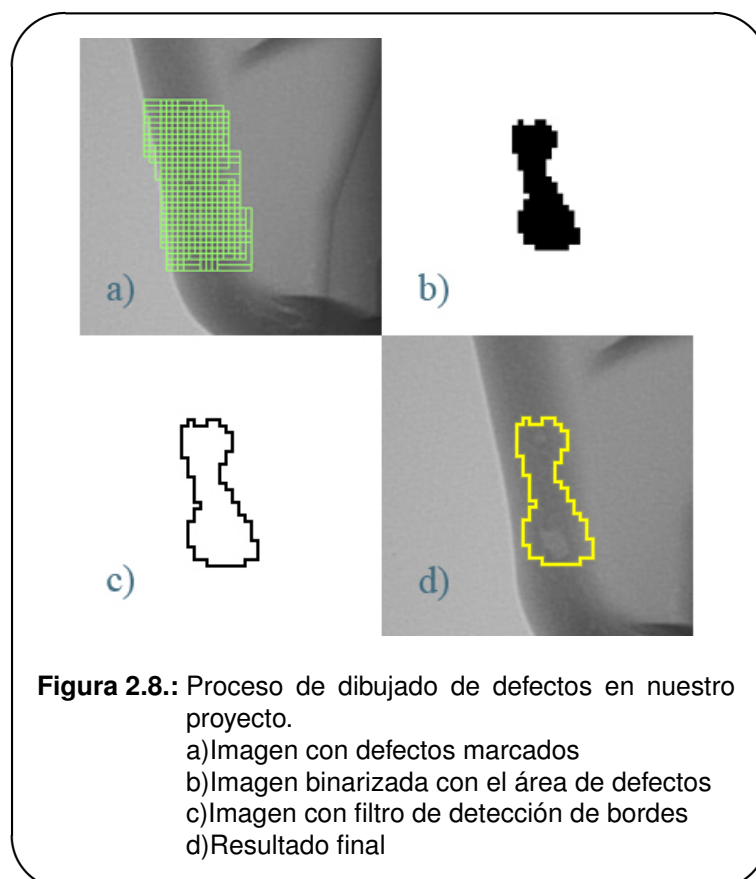 a)
b)
c)
d)
Figura 2.8.: Proceso de dibujado de defectos en nuestro
proyecto.
a)Imagen con defectos marcados
b)Imagen binarizada con el área de defectos
c)Imagen con filtro de detección de bordes
d)Resultado final